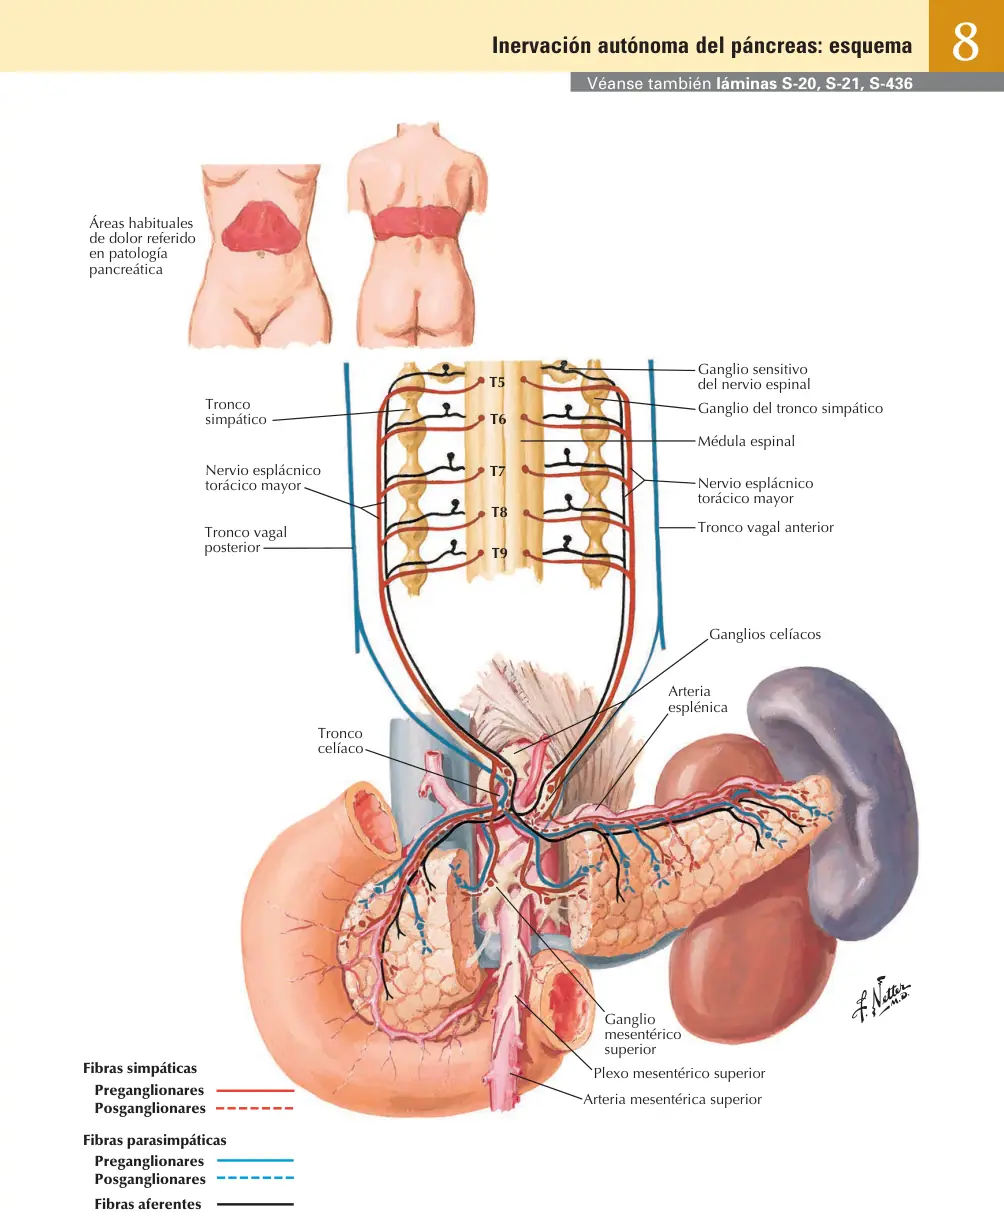 Inervación autónoma del páncreas: esquema
8
Véanse también láminas S-20, S-21, S-436
Áreas habituales
de dolor referido
en patología
pancreática
Tronco
simpático
Nervio esplácnico
torácico mayor
Tronco vagal
posterior
T5
T6
T7
T8
T9
Ganglio sensitivo
del nervio espinal
Ganglio del tronco simpático
Médula espinal
Nervio esplácnico
torácico mayor
Tronco vagal anterior
Ganglios celíacos
Arteria
esplénica
Tronco
celíaco
F. Netter
M.D.
Ganglio
mesentérico
superior
Plexo mesentérico superior
Arteria mesentérica superior
Fibras simpáticas
Preganglionares
Posganglionares
Fibras parasimpáticas
Preganglionares
Posganglionares
Fibras aferentes